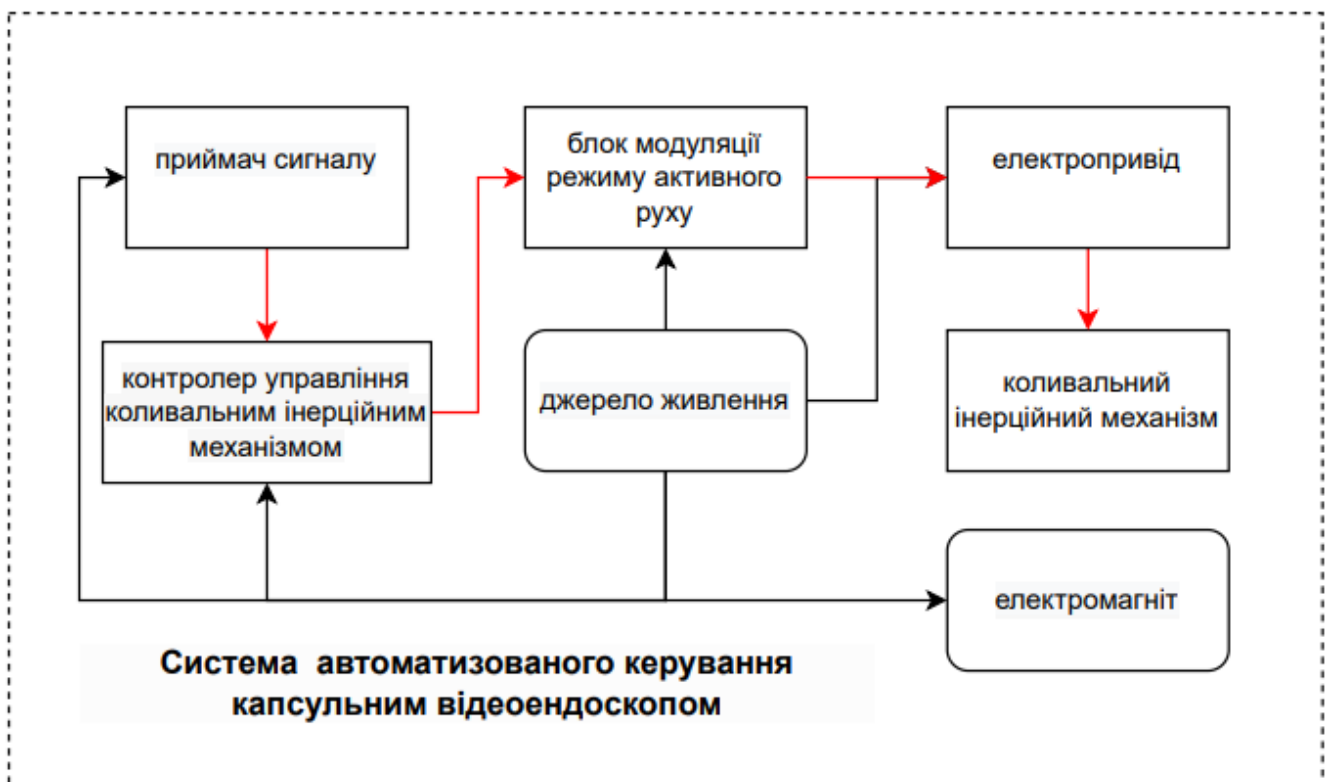 приймач сигналу
блок модуляції
режиму активного
руху
електропривід
контролер управління
коливальним інерційним
механізмом
джерело живлення
коливальний
інерційний механізм
електромагніт
Система автоматизованого керування
капсульним відеоендоскопом